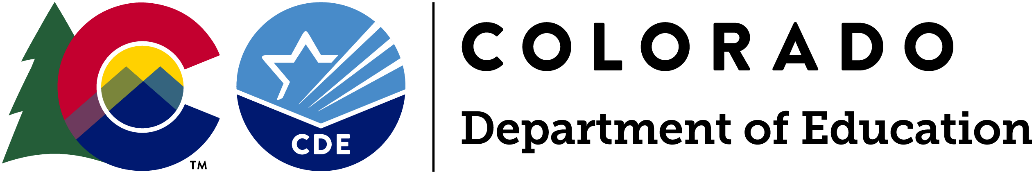 TM
CDE
COLORADO
Department of Education